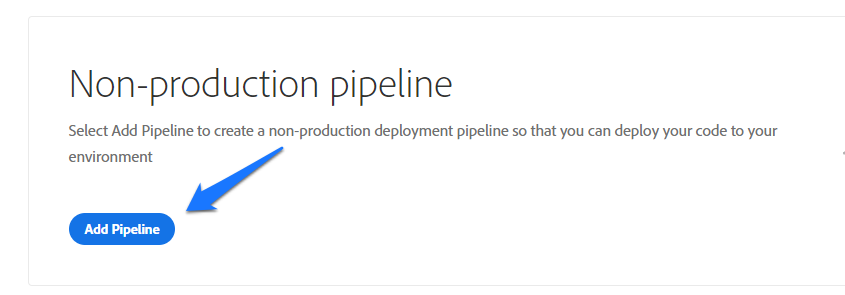 Non-production pipeline
Select Add Pipeline to create a non-production deployment pipeline so that you can deploy your code to your
environment
Add Pipeline